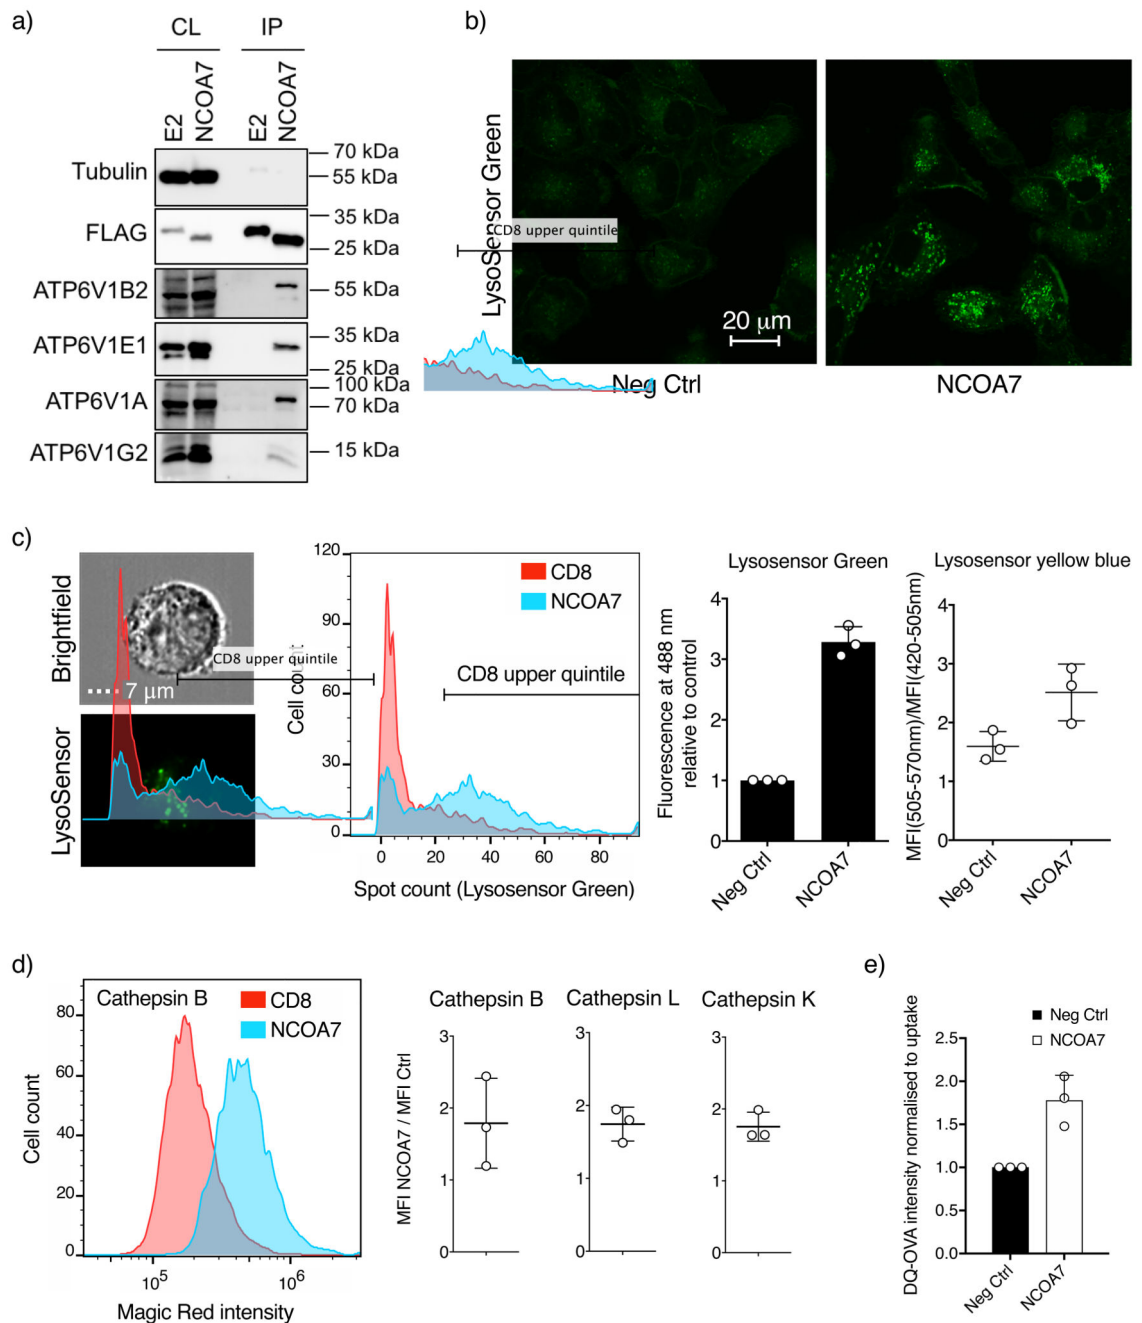 a)
CL
IP
E2
NCOA7
E2
NCOA7
Tubulin
70 kDa
55 kDa
FLAG
35 kDa
25 kDa
ATP6V1B2
55 kDa
ATP6V1E1
35 kDa
25 kDa
ATP6V1A
100 kDa
70 kDa
ATP6V1G2
15 kDa
b)
LysoSensor Green
CD8 upper quintile
20 μm
Neg Ctrl
NCOA7
c)
Brightfield
7 μm
LysoSensor
CD8 upper quintile
Cell count
120
90
60
30
0
CD8
NCOA7
CD8 upper quintile
0
20
40
60
80
Spot count (Lysosensor Green)
Lysosensor Green
Fluorescence at 488 nm
relative to control
4
3
2
1
0
Neg Ctrl
NCOA7
Lysosensor yellow blue
MFI(505-570nm)/MFI(420-505nm)
4
3
2
1
0
Neg Ctrl
NCOA7
d)
Cathepsin B
CD8
NCOA7
Cell count
80
60
40
20
0
10^5
10^6
Magic Red intensity
MFI NCOA7 / MFI Ctrl
Cathepsin B
3
2
1
0
Cathepsin L
3
2
1
0
Cathepsin K
3
2
1
0
e)
Neg Ctrl
NCOA7
DQ-OVA intensity normalised to uptake
2.5
2.0
1.5
1.0
0.5
0.0
Neg Ctrl
NCOA7